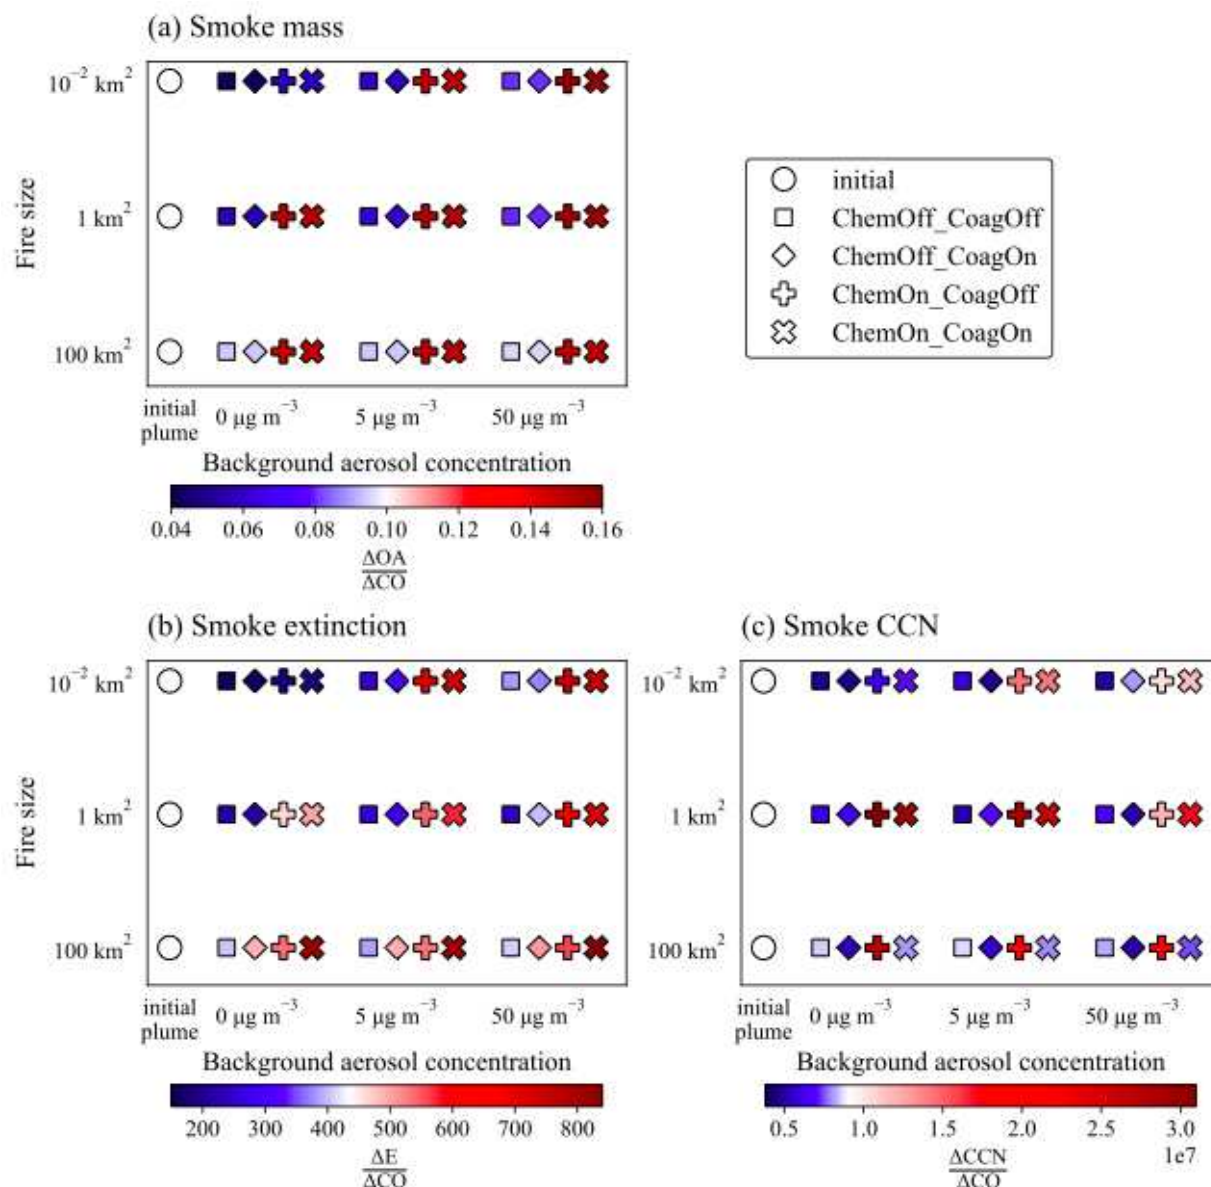 (a) Smoke mass
10⁻² km²
1 km²
100 km²
Fire size
initial plume
0 µg m⁻³
5 µg m⁻³
50 µg m⁻³
Background aerosol concentration
0.04 0.06 0.08 0.10 0.12 0.14 0.16
ΔOA
ΔCO
initial
ChemOff_CoagOff
ChemOff_CoagOn
ChemOn_CoagOff
ChemOn_CoagOn
(b) Smoke extinction
10⁻² km²
1 km²
100 km²
Fire size
initial plume
0 µg m⁻³
5 µg m⁻³
50 µg m⁻³
Background aerosol concentration
200 300 400 500 600 700 800
ΔE
ΔCO
(c) Smoke CCN
10⁻² km²
1 km²
100 km²
initial plume
0 µg m⁻³
5 µg m⁻³
50 µg m⁻³
Background aerosol concentration
0.5 1.0 1.5 2.0 2.5 3.0
1e7
ΔCCN
ΔCO